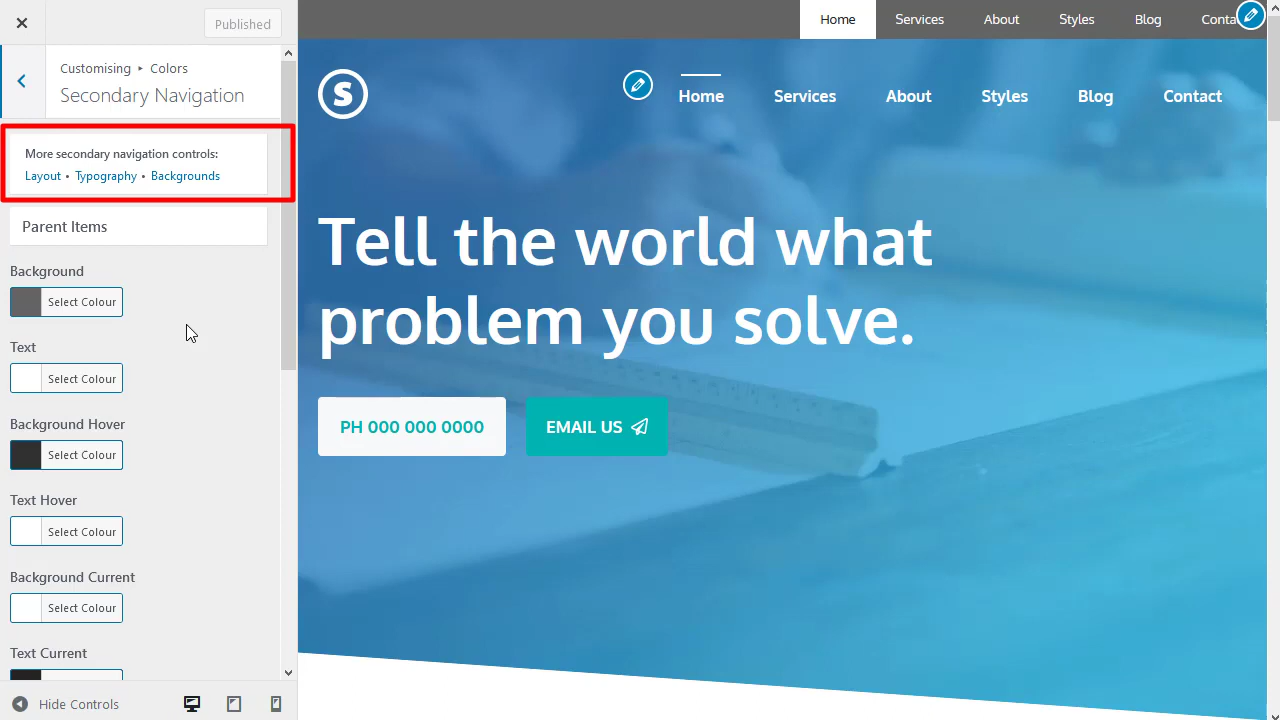 Published
Customising ▸ Colors
Secondary Navigation
More secondary navigation controls:
Layout • Typography • Backgrounds
Parent Items
Background
Select Colour
Text
Select Colour
Background Hover
Select Colour
Text Hover
Select Colour
Background Current
Select Colour
Text Current
Hide Controls
Home Services About Styles Blog Conta
S
Home Services About Styles Blog Contact
Tell the world what
problem you solve.
PH 000 000 0000
EMAIL US